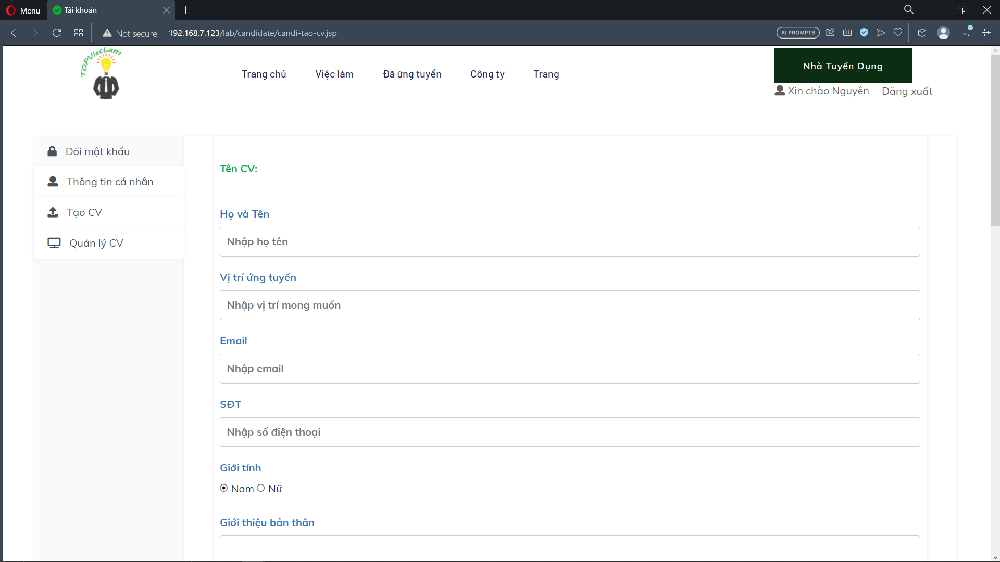 Menu
Tài khoản
Not secure
192.168.7.123/lab/candidate/candi-tao-cv.jsp
AI PROMPTS
TOPViecLam
Trang chủ
Việc làm
Đã ứng tuyển
Công ty
Trang
Nhà Tuyển Dụng
Xin chào Nguyên
Đăng xuất
Đổi mật khẩu
Thông tin cá nhân
Tạo CV
Quản lý CV
Tên CV:
Họ và Tên
Nhập họ tên
Vị trí ứng tuyển
Nhập vị trí mong muốn
Email
Nhập email
SĐT
Nhập số điện thoại
Giới tính
Nam Nữ
Giới thiệu bản thân